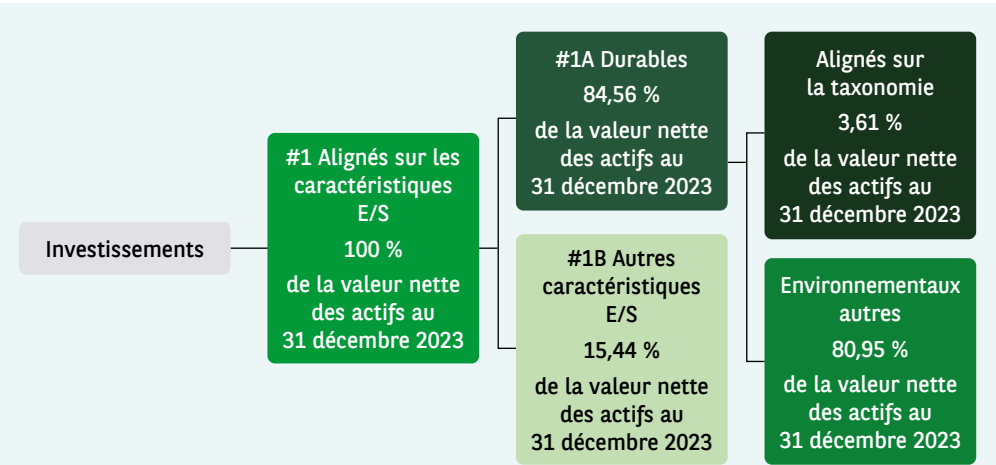 Investissements
#1 Alignés sur les
caractéristiques
E/S
100 %
de la valeur nette
des actifs au
31 décembre 2023
#1A Durables
84,56 %
de la valeur nette
des actifs au
31 décembre 2023
#1B Autres
caractéristiques
E/S
15,44 %
de la valeur nette
des actifs au
31 décembre 2023
Alignés sur
la taxonomie
3,61 %
de la valeur nette
des actifs au
31 décembre 2023
Environnementaux
autres
80,95 %
de la valeur nette
des actifs au
31 décembre 2023